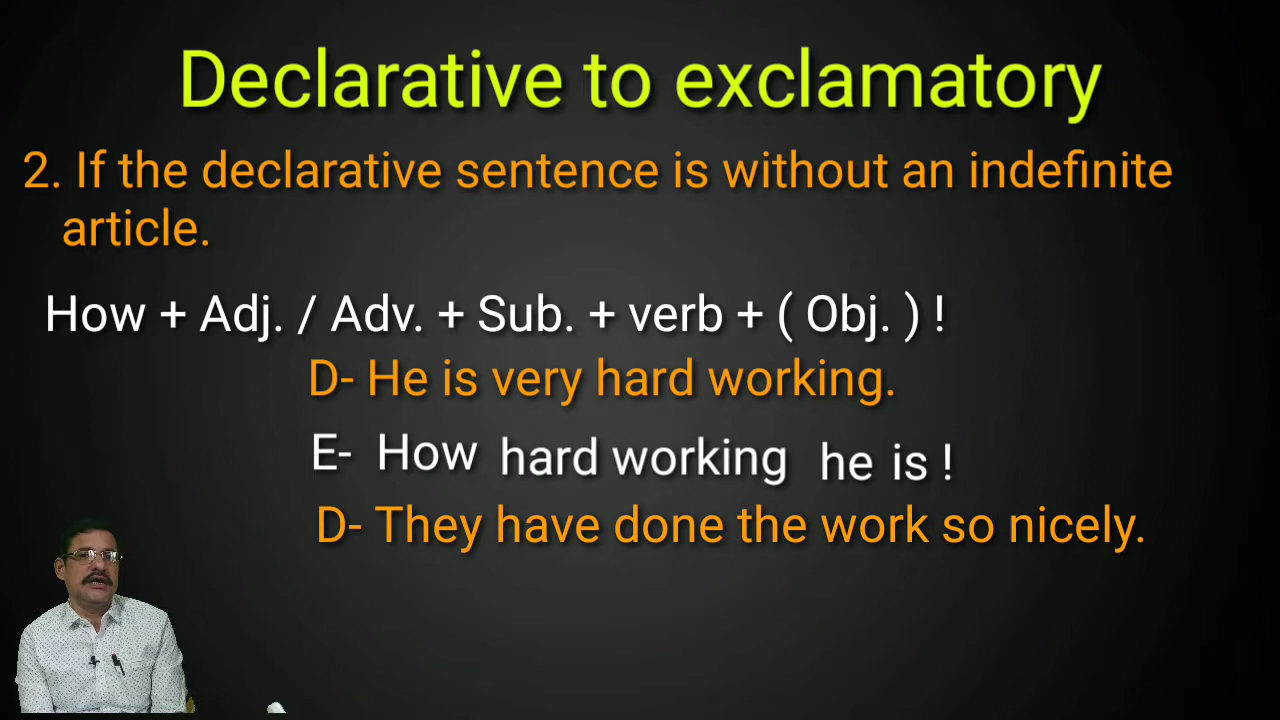 Declarative to exclamatory
2. If the declarative sentence is without an indefinite
article.
How + Adj. / Adv. + Sub. + verb + ( Obj. ) !
D- He is very hard working.
E- How hard working he is !
D- They have done the work so nicely.